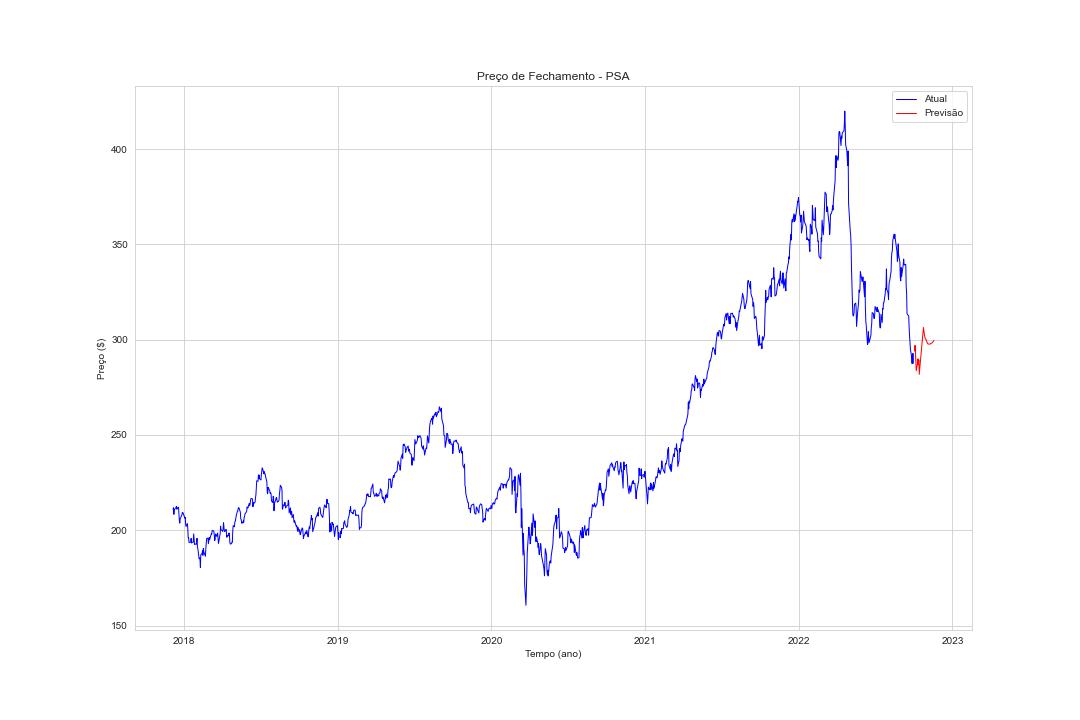 Preço de Fechamento - PSA
Atual
Previsão
400
350
300
250
200
150
Preço ($)
2018 2019 2020 2021 2022 2023
Tempo (ano)